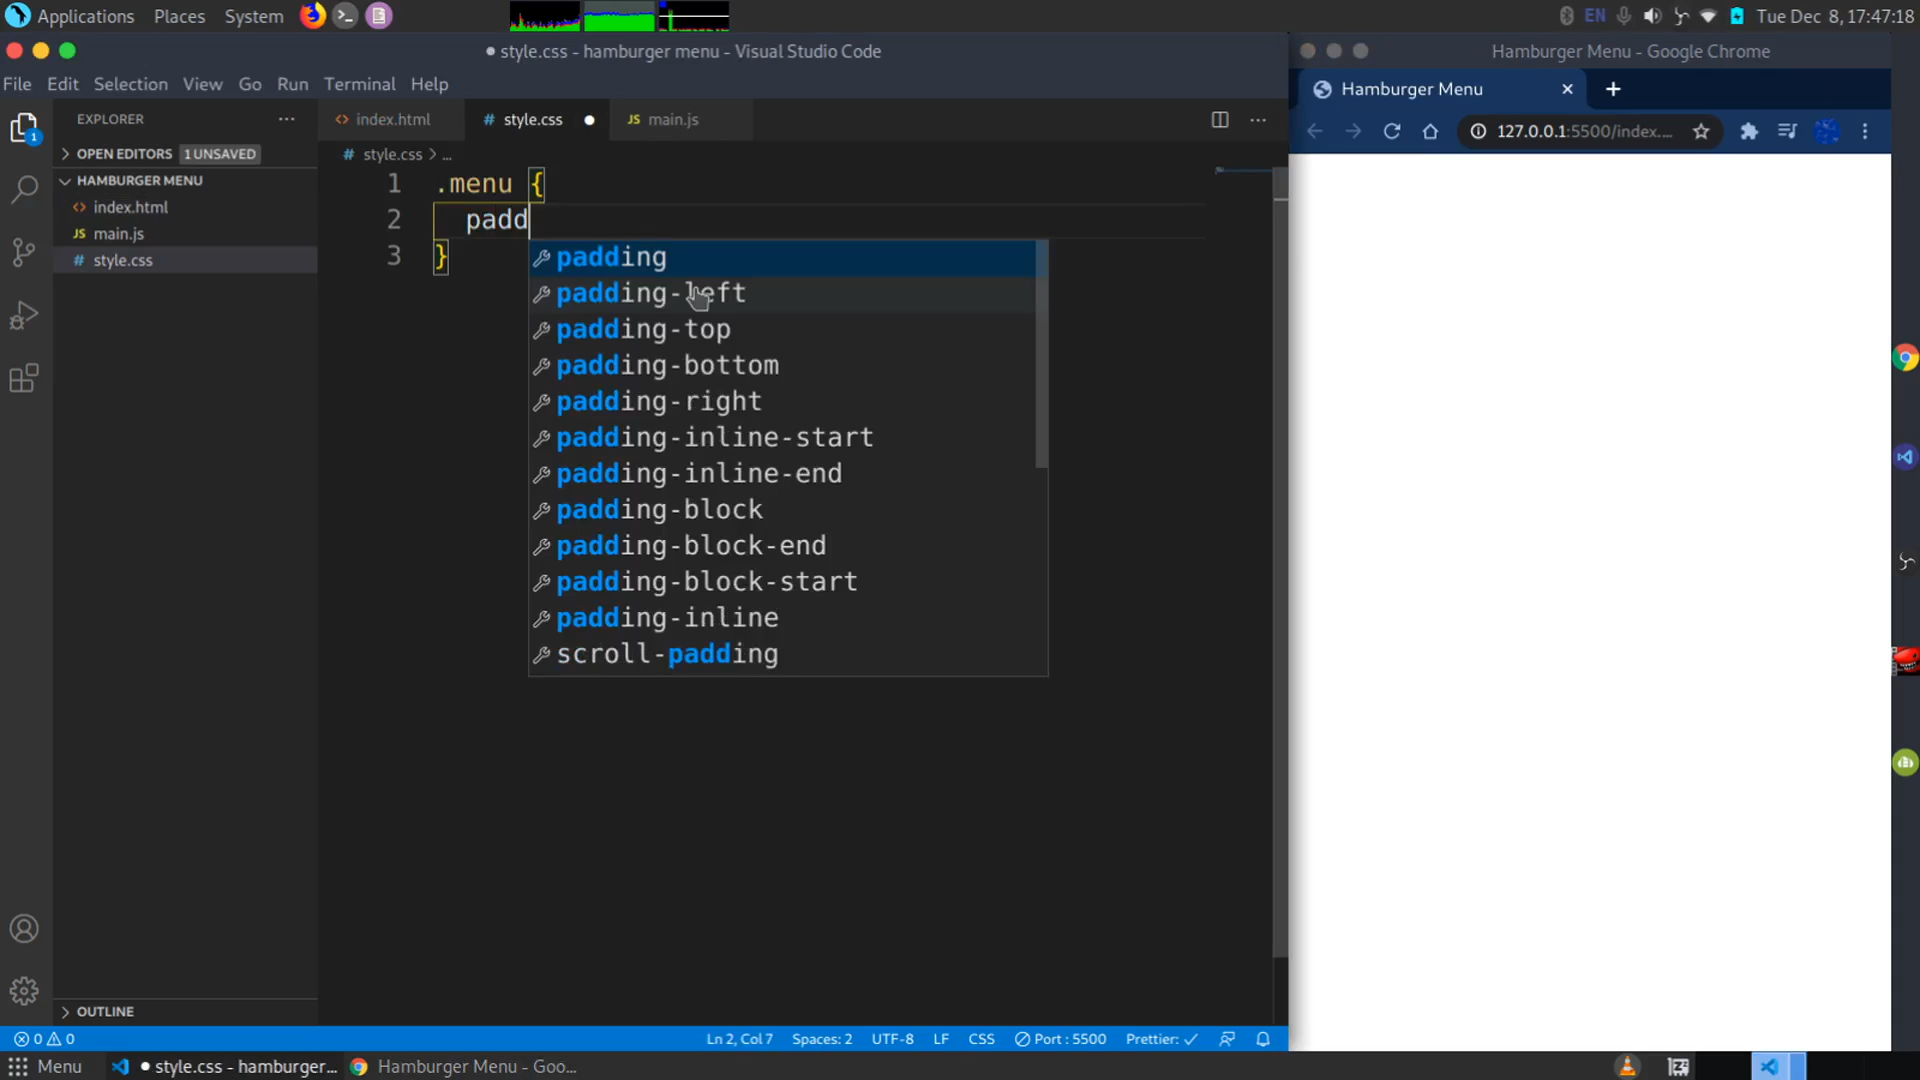 Applications Places System EN Tue Dec 8, 17:47:18
● style.css - hamburger menu - Visual Studio Code
Hamburger Menu - Google Chrome
File Edit Selection View Go Run Terminal Help
Hamburger Menu
EXPLORER
index.html # style.css JS main.js
127.0.0.1:5500/index....
OPEN EDITORS 1 UNSAVED
# style.css > ...
HAMBURGER MENU
<> index.html
JS main.js
# style.css
1 .menu {
2 padd
3 }
padding
padding-left
padding-top
padding-bottom
padding-right
padding-inline-start
padding-inline-end
padding-block
padding-block-end
padding-block-start
padding-inline
scroll-padding
1
OUTLINE
0 0 Ln 2, Col 7 Spaces: 2 UTF-8 LF CSS Port : 5500 Prettier: ✓
Menu ● style.css - hamburger... Hamburger Menu - Goo...